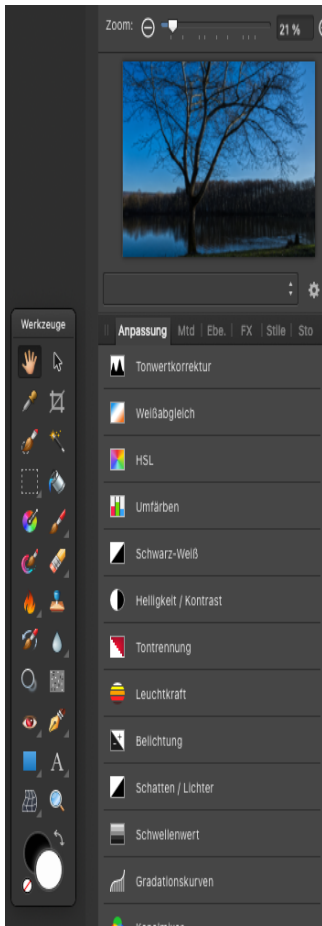 Zoom:
21 %
Werkzeuge
Anpassung Mtd Ebe. FX Stile Sto
Tonwertkorrektur
Weißabgleich
HSL
Umfärben
Schwarz-Weiß
Helligkeit / Kontrast
Tontrennung
Leuchtkraft
Belichtung
Schatten / Lichter
Schwellenwert
Gradationskurven